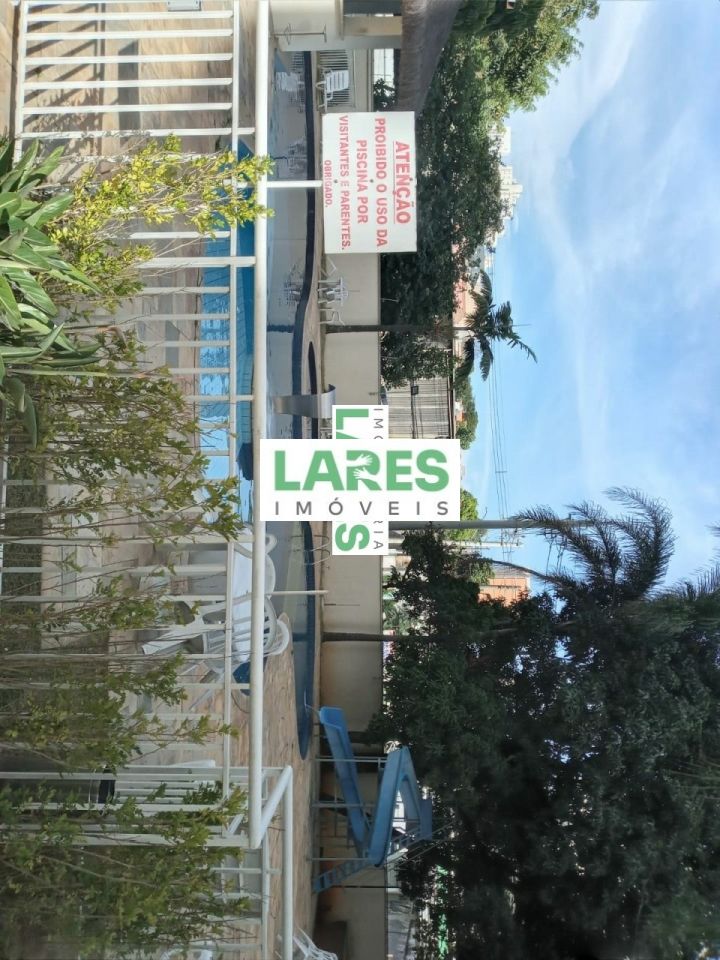 ATENÇÃO
PROIBIDO O USO DA
PISCINA POR
VISITANTES E PARENTES.
OBRIGADO.
LARES
IMÓVEIS